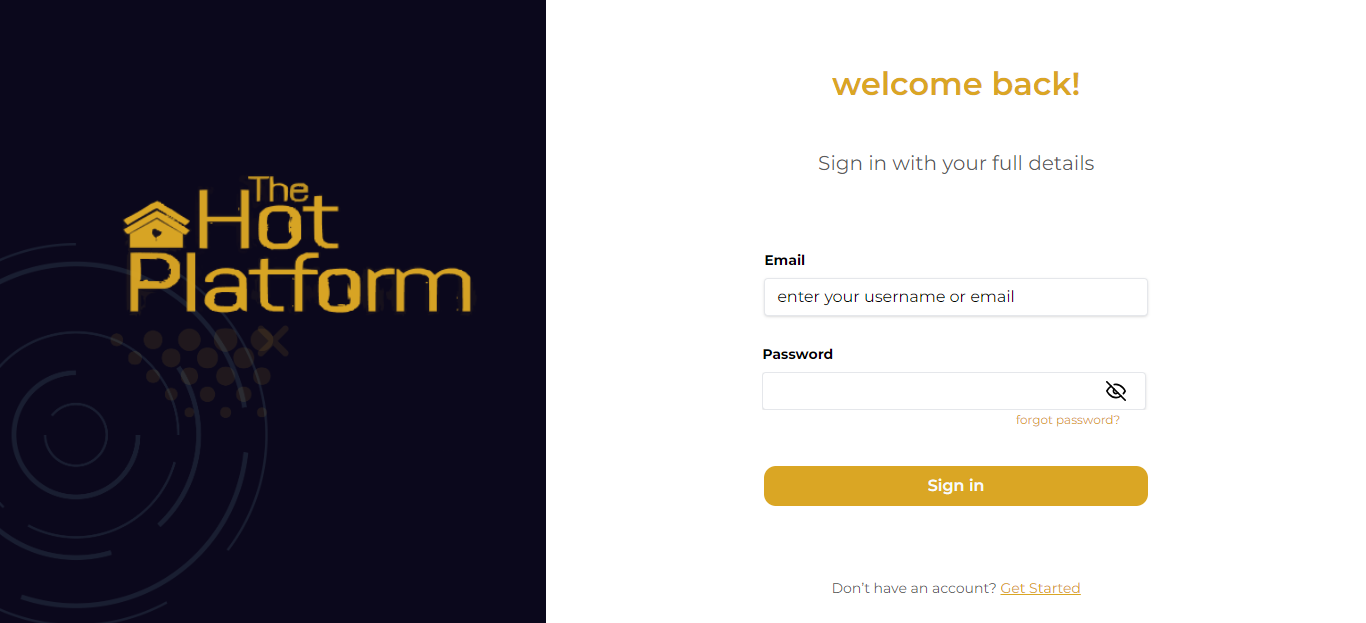 The
Hot
Platform
welcome back!
Sign in with your full details
Email
enter your username or email
Password
forgot password?
Sign in
Don’t have an account? Get Started